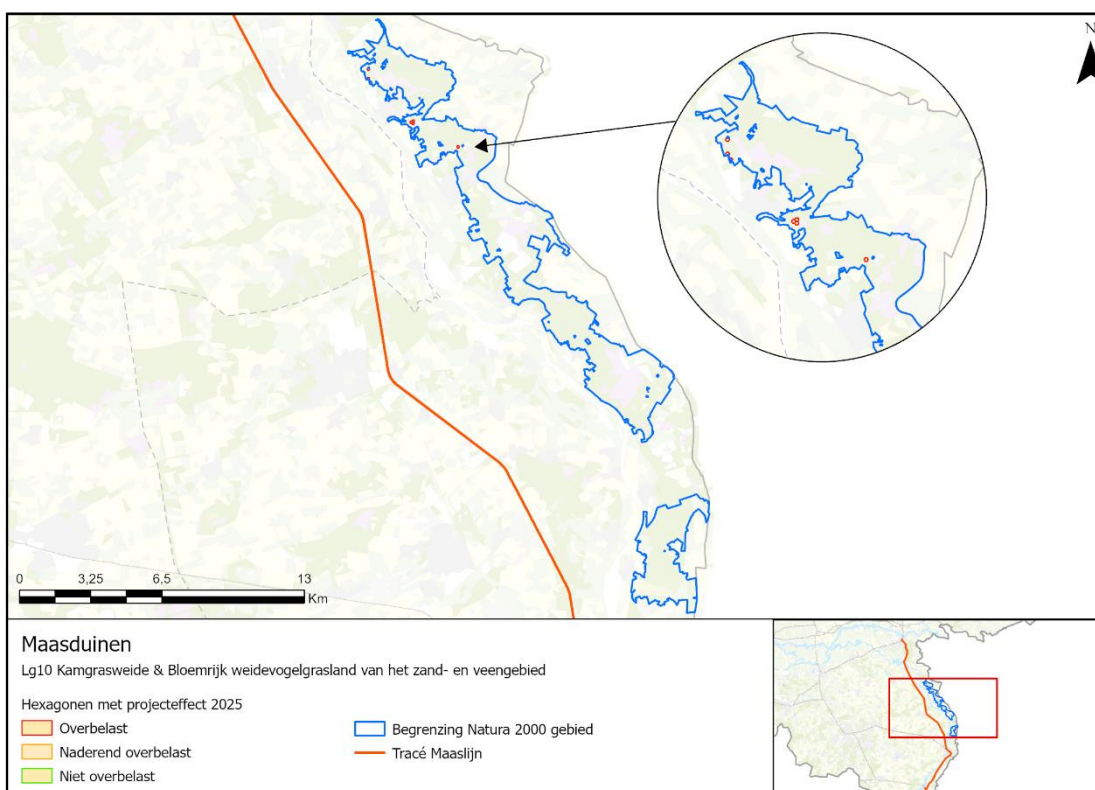 N
0
3,25
6,5
13
Km
Maasduinen
Lg10 Kamgrasweide & Bloemrijk weidevogelgrasland van het zand- en veengebied
Hexagonen met projecteffect 2025
Overbelast
Naderend overbelast
Niet overbelast
Begrenzing Natura 2000 gebied
Tracé Maaslijn